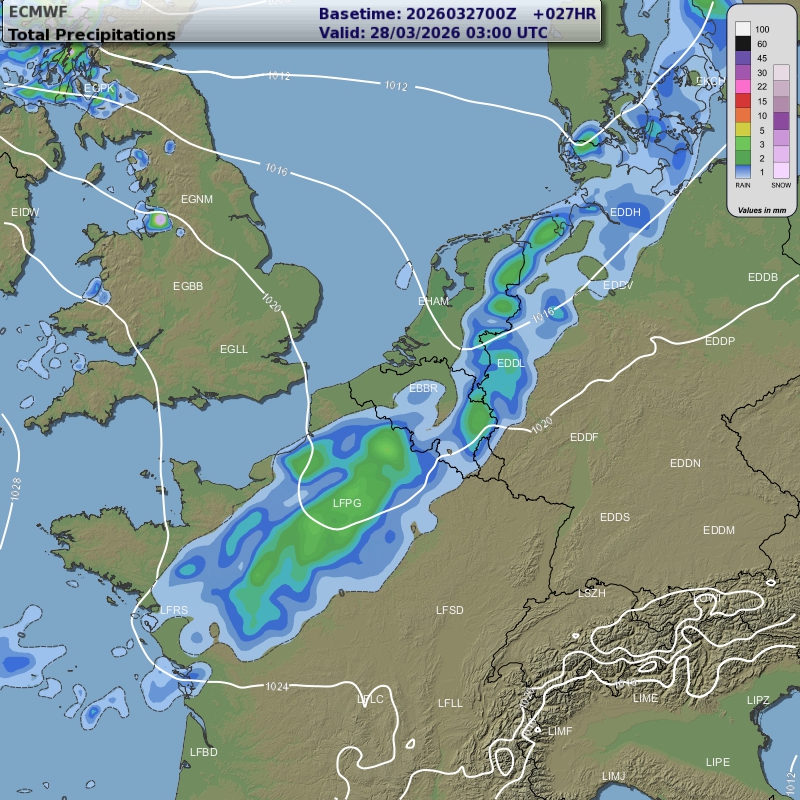 ECMWF
Basetime: 2026032700Z +027HR
Total Precipitations
Valid: 28/03/2026 03:00 UTC
100
60
45
30
22
15
10
5
3
2
1
RAIN
SNOW
Values in mm
1012
1012
EGPK
1016
EGNM
EIDW
EDDH
EGBB
EDDV
EDDB
1020
EHAM
1016
EDDP
EGLL
EDDL
EBBR
1020
EDDF
EDDN
1028
LFPG
EDDS
EDDM
LSZH
LFRS
LFSD
1024
LFLC
LFLL
LIME
LIPZ
LIMF
LFBD
LIPE
LIMJ
1012